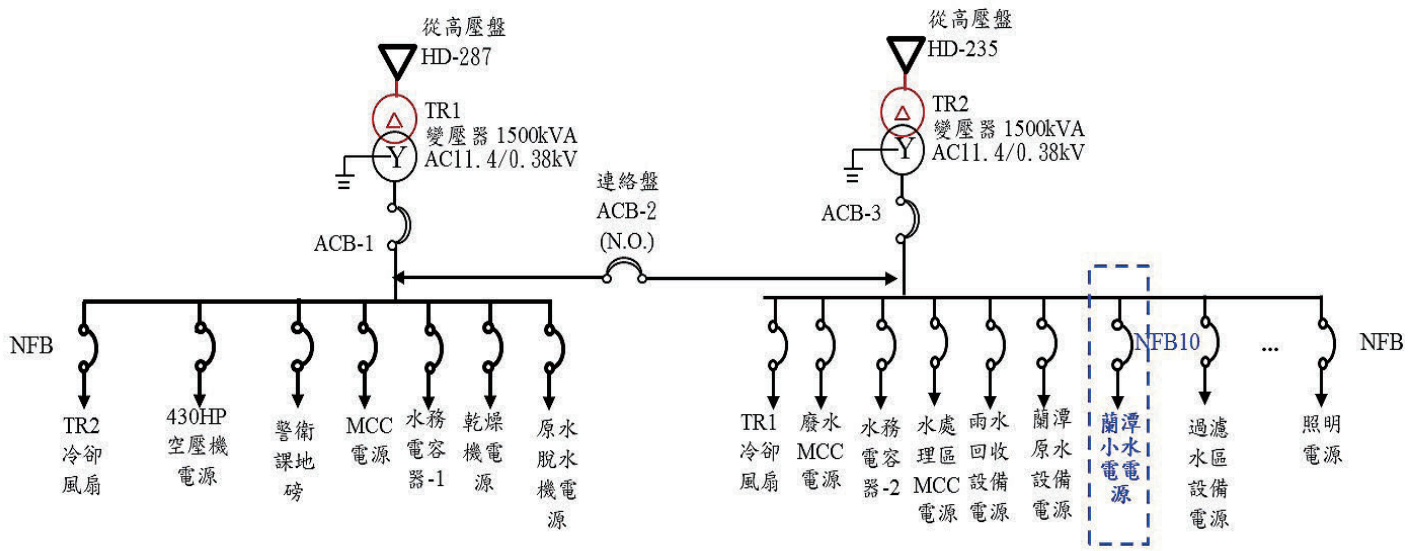 從高壓盤
HD-287
TR1
變壓器 1500kVA
AC11.4/0.38kV
Y
ACB-1
連絡盤
ACB-2
(N.O.)
從高壓盤
HD-235
TR2
變壓器 1500kVA
AC11.4/0.38kV
Y
ACB-3
NFB
TR2
冷卻
風扇
430HP
空壓機
電源
警衛
課地
磅
MCC
電源
水務
電容
器-1
乾燥
機電
源
原水
脫水
機電
源
NFB10
...
NFB
TR1
冷卻
風扇
廢水
MCC
電源
水務
電容
器-2
水處
理區
MCC
電源
雨水
回收
設備
電源
蘭潭
原水
設備
電源
蘭潭
小水
電電
源
過濾
水區
設備
電源
照明
電源